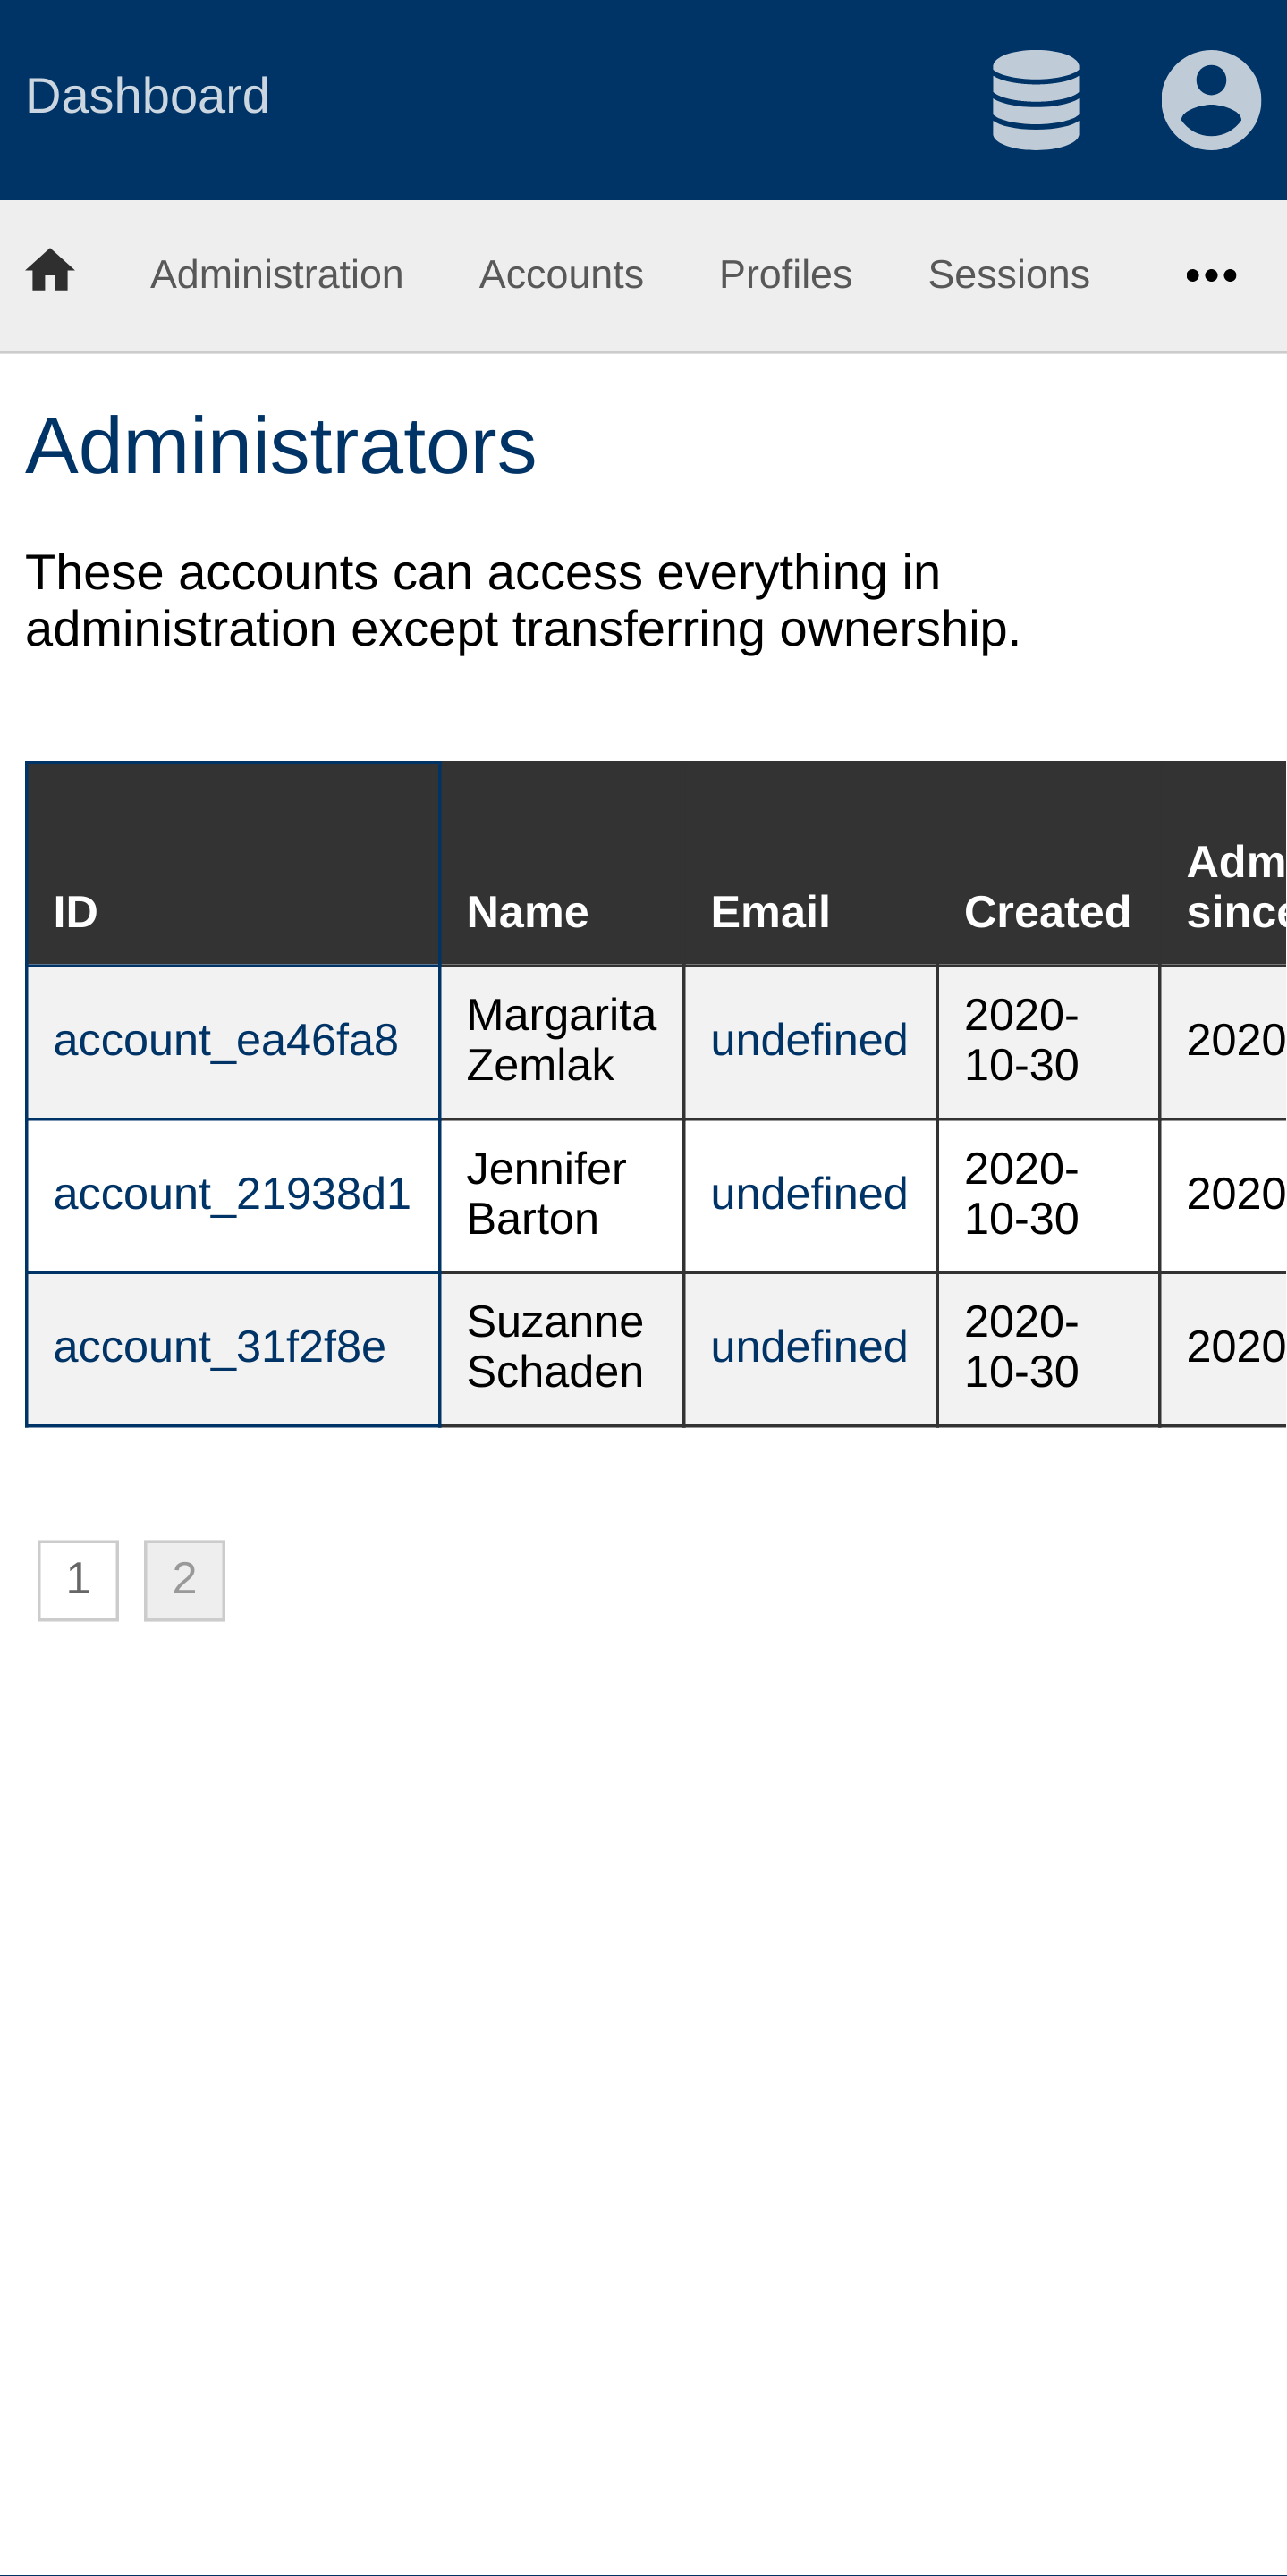 Dashboard
Administration Accounts Profiles Sessions
Administrators
These accounts can access everything in
administration except transferring ownership.
ID Name Email Created Adm
since
account_ea46fa8 Margarita Zemlak undefined 2020-10-30 2020
account_21938d1 Jennifer Barton undefined 2020-10-30 2020
account_31f2f8e Suzanne Schaden undefined 2020-10-30 2020
1 2